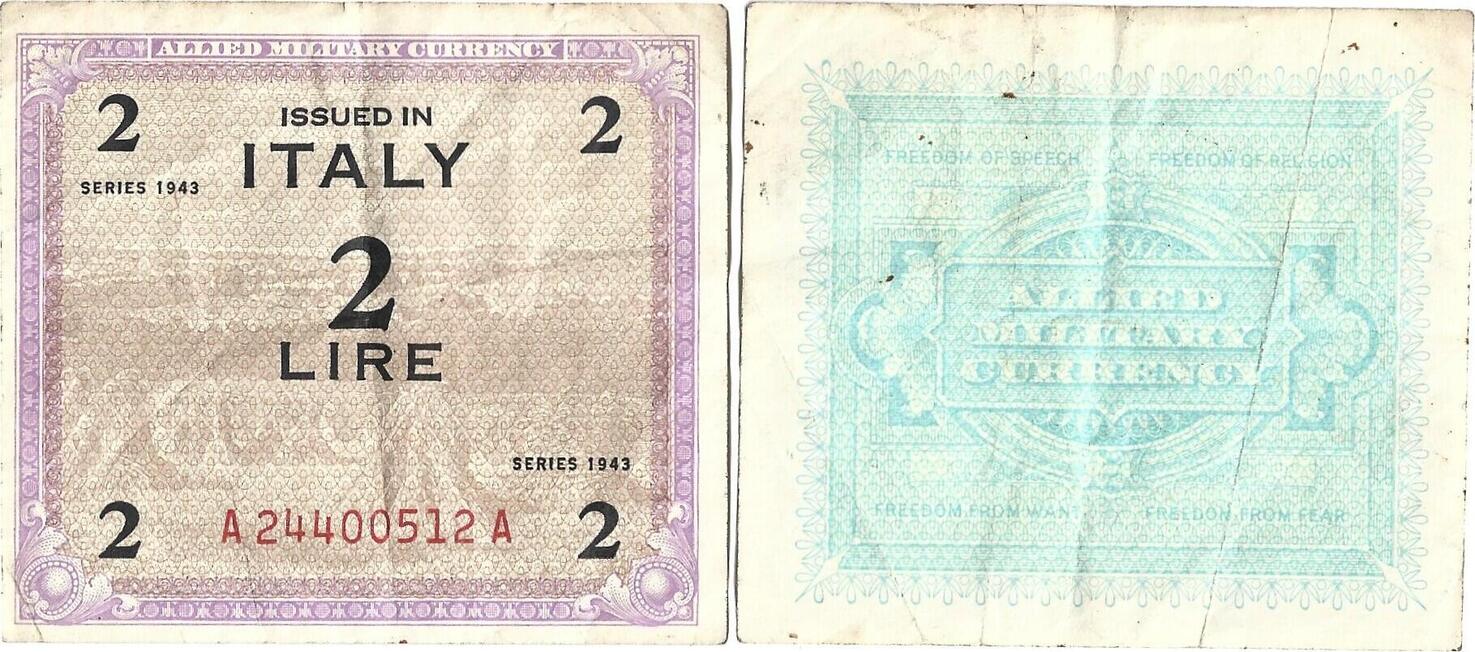 ALLIED MILITARY CURRENCY
2 ISSUED IN 2
ITALY
SERIES 1943
2
LIRE
SERIES 1943
2 A 24400512 A 2
FREEDOM OF SPEECH FREEDOM OF RELIGION
ALLIED
MILITARY
CURRENCY
FREEDOM FROM WANT FREEDOM FROM FEAR